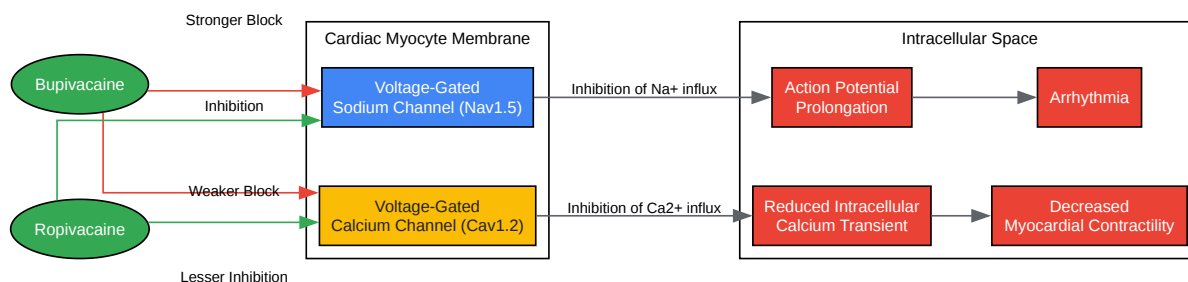 Stronger Block
Cardiac Myocyte Membrane
Intracellular Space
Bupivacaine
Inhibition
Voltage-Gated
Sodium Channel (Nav1.5)
Inhibition of Na+ influx
Action Potential
Prolongation
Arrhythmia
Weaker Block
Ropivacaine
Voltage-Gated
Calcium Channel (Cav1.2)
Inhibition of Ca2+ influx
Reduced Intracellular
Calcium Transient
Decreased
Myocardial Contractility
Lesser Inhibition